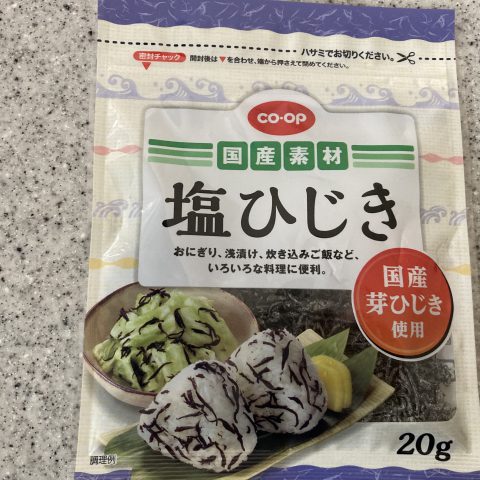 ハサミでお切りください。
密封チャック 開封後は▼を合わせ、端から押さえて閉めてください。
CO・OP
国産素材
塩ひじき
おにぎり、浅漬け、炊き込みご飯など、
いろいろな料理に便利。
国産
芽ひじき
使用
20g
調理例